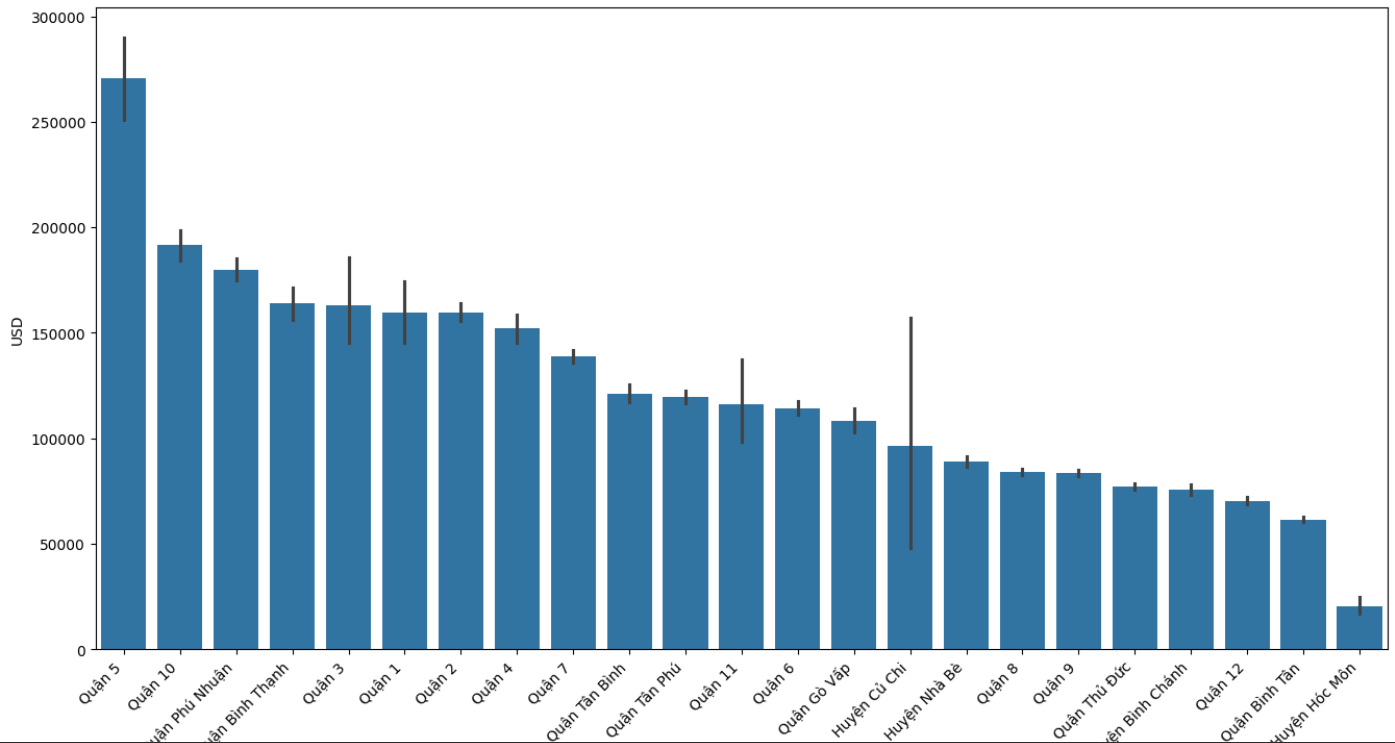 300000
250000
200000
150000
100000
50000
0
USD
Quận 5
Quận 10
uận Phú Nhuận
uận Bình Thạnh
Quận 3
Quận 1
Quận 2
Quận 4
Quận 7
Quận Tân Bình
Quận Tân Phú
Quận 11
Quận 6
Quận Gò Vấp
Huyện Củ Chi
Huyện Nhà Bè
Quận 8
Quận 9
Quận Thủ Đức
yện Bình Chánh
Quận 12
Quận Bình Tân
Huyện Hóc Môn